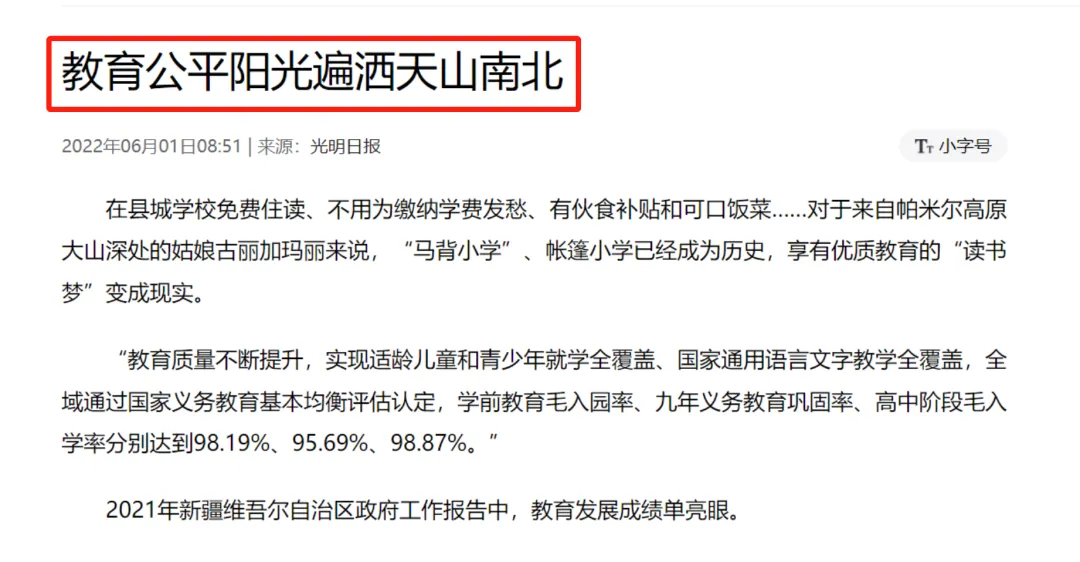 教育公平阳光遍洒天山南北
2022年06月01日08:51 | 来源：光明日报
TT 小字号
在县城学校免费住读、不用为缴纳学费发愁、有伙食补贴和可口饭菜......对于来自帕米尔高原
大山深处的姑娘古丽加玛丽来说，“马背小学”、帐篷小学已经成为历史，享有优质教育的“读书
梦”变成现实。
“教育质量不断提升，实现适龄儿童和青少年就学全覆盖、国家通用语言文字教学全覆盖，全
域通过国家义务教育基本均衡评估认定，学前教育毛入园率、九年义务教育巩固率、高中阶段毛入
学率分别达到98.19%、95.69%、98.87%。”
2021年新疆维吾尔自治区政府工作报告中，教育发展成绩单亮眼。